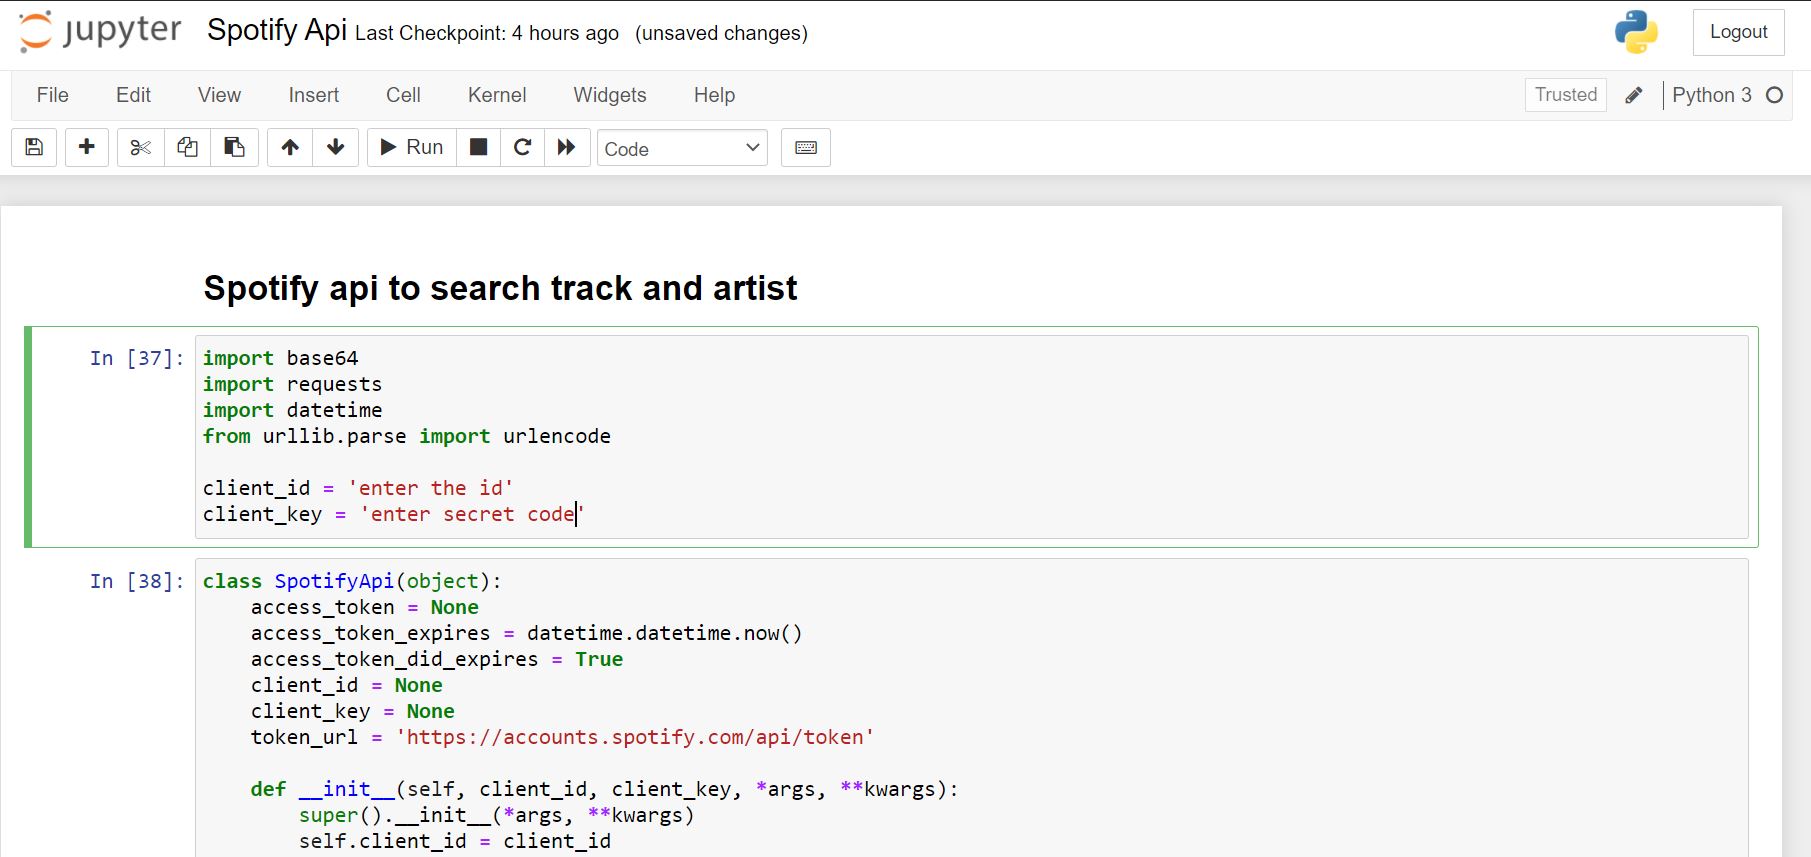 jupyter Spotify Api Last Checkpoint: 4 hours ago (unsaved changes) Logout
File Edit View Insert Cell Kernel Widgets Help Trusted Python 3
Run Code
Spotify api to search track and artist
In [37]: import base64
import requests
import datetime
from urllib.parse import urlencode
client_id = 'enter the id'
client_key = 'enter secret code'
In [38]: class SpotifyApi(object):
    access_token = None
    access_token_expires = datetime.datetime.now()
    access_token_did_expires = True
    client_id = None
    client_key = None
    token_url = 'https://accounts.spotify.com/api/token'
    def __init__(self, client_id, client_key, *args, **kwargs):
        super().__init__(*args, **kwargs)
        self.client_id = client_id